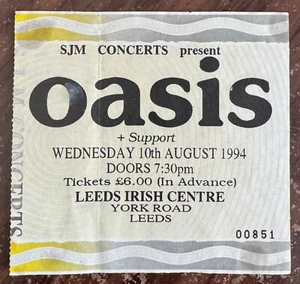 SJM CONCERTS present
oasis
+ Support
WEDNESDAY 10th AUGUST 1994
DOORS 7:30pm
Tickets £6.00 (In Advance)
LEEDS IRISH CENTRE
YORK ROAD
LEEDS
00851